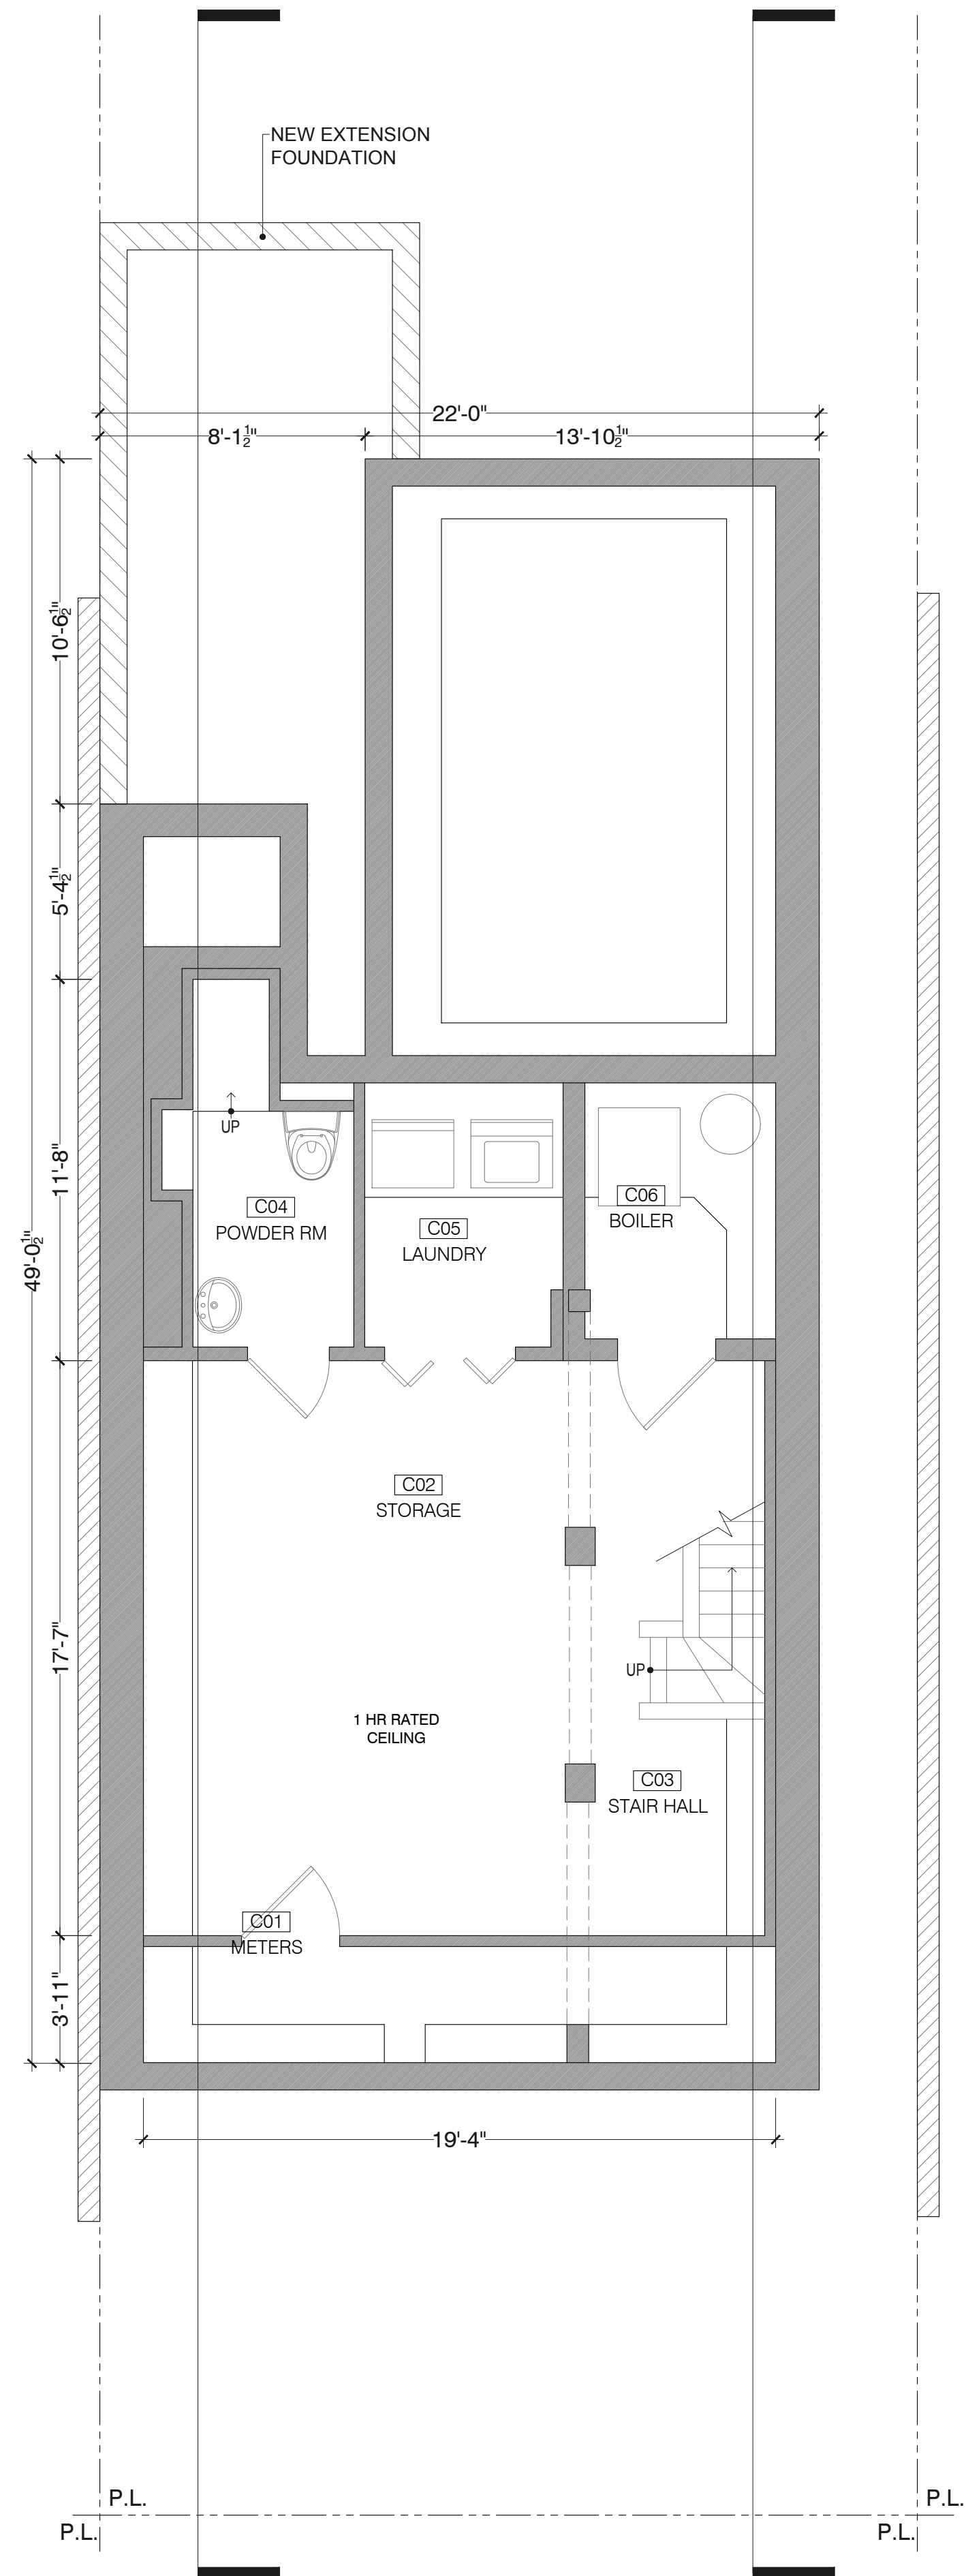 NEW EXTENSION
FOUNDATION
22'-0"
8'-1½"
13'-10½"
10'-6½"
5'-4½"
11'-8"
49'-0½"
17'-7"
3'-11"
UP
C04
POWDER RM
C05
LAUNDRY
C06
BOILER
C02
STORAGE
UP
1 HR RATED
CEILING
C03
STAIR HALL
C01
METERS
19'-4"
P.L.
P.L.
P.L.
P.L.